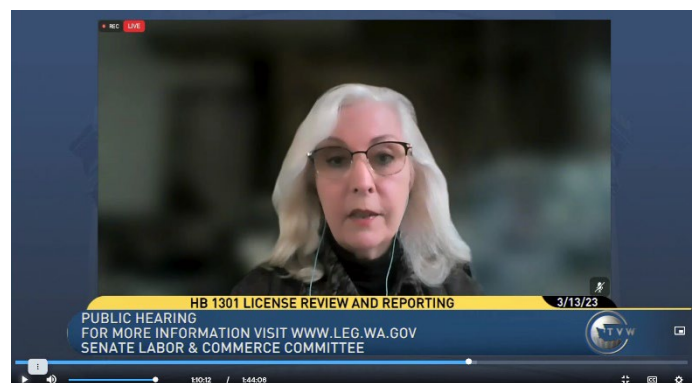 REC LIVE
HB 1301 LICENSE REVIEW AND REPORTING 3/13/23
PUBLIC HEARING
FOR MORE INFORMATION VISIT WWW.LEG.WA.GOV
SENATE LABOR & COMMERCE COMMITTEE
TVW
1:10:12 / 1:44:06